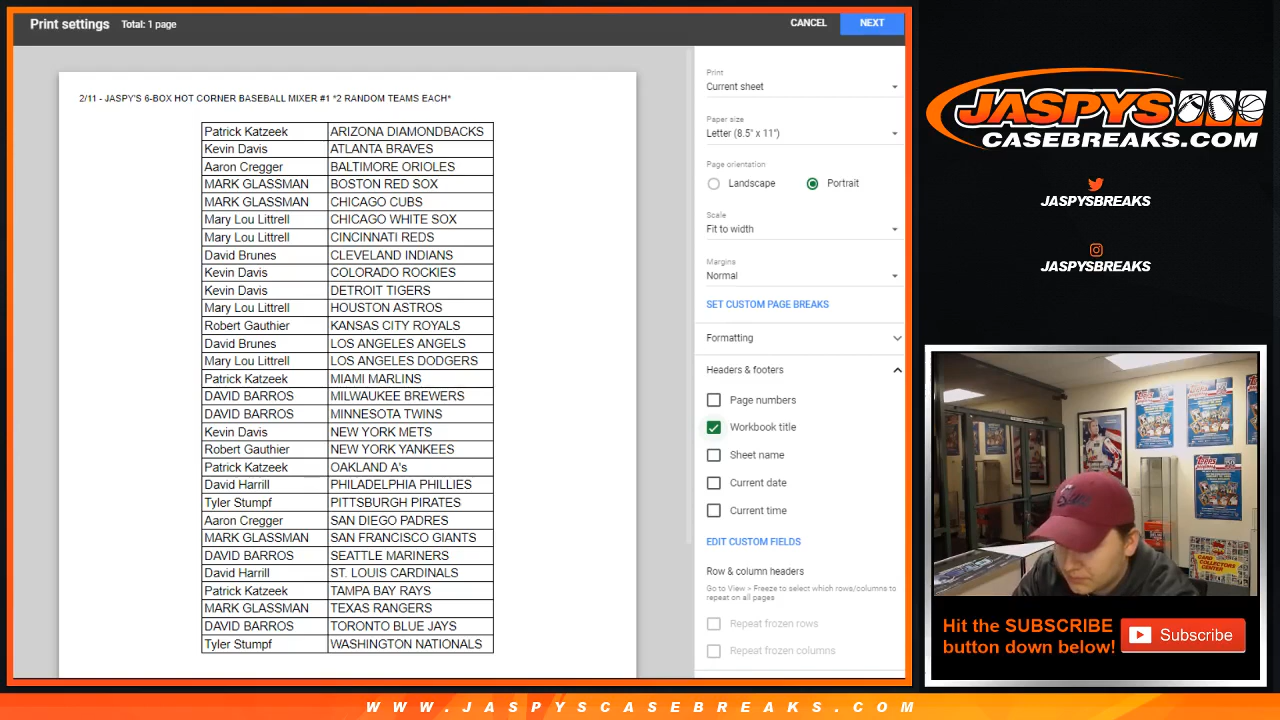 Print settings Total: 1 page
CANCEL NEXT
2/11 - JASPY'S 6-BOX HOT CORNER BASEBALL MIXER #1 *2 RANDOM TEAMS EACH*
Patrick Katzeek ARIZONA DIAMONDBACKS
Kevin Davis ATLANTA BRAVES
Aaron Cregger BALTIMORE ORIOLES
MARK GLASSMAN BOSTON RED SOX
MARK GLASSMAN CHICAGO CUBS
Mary Lou Littrell CHICAGO WHITE SOX
Mary Lou Littrell CINCINNATI REDS
David Brunes CLEVELAND INDIANS
Kevin Davis COLORADO ROCKIES
Kevin Davis DETROIT TIGERS
Mary Lou Littrell HOUSTON ASTROS
Robert Gauthier KANSAS CITY ROYALS
David Brunes LOS ANGELES ANGELS
Mary Lou Littrell LOS ANGELES DODGERS
Patrick Katzeek MIAMI MARLINS
DAVID BARROS MILWAUKEE BREWERS
DAVID BARROS MINNESOTA TWINS
Kevin Davis NEW YORK METS
Robert Gauthier NEW YORK YANKEES
Patrick Katzeek OAKLAND A's
David Harrill PHILADELPHIA PHILLIES
Tyler Stumpf PITTSBURGH PIRATES
Aaron Cregger SAN DIEGO PADRES
MARK GLASSMAN SAN FRANCISCO GIANTS
DAVID BARROS SEATTLE MARINERS
David Harrill ST. LOUIS CARDINALS
Patrick Katzeek TAMPA BAY RAYS
MARK GLASSMAN TEXAS RANGERS
DAVID BARROS TORONTO BLUE JAYS
Tyler Stumpf WASHINGTON NATIONALS
Print
Current sheet
Paper size
Letter (8.5" x 11")
Page orientation
Landscape Portrait
Scale
Fit to width
Margins
Normal
SET CUSTOM PAGE BREAKS
Formatting
Headers & footers
Page numbers
Workbook title
Sheet name
Current date
Current time
EDIT CUSTOM FIELDS
Row & column headers
Go to View > Freeze to select which rows/columns to
repeat on all pages
Repeat frozen rows
Repeat frozen columns
JASPYS
CASEBREAKS.COM
JASPYSBREAKS
JASPYSBREAKS
Hit the SUBSCRIBE
button down below!
Subscribe
WWW.JASPYSCASEBREAKS.COM